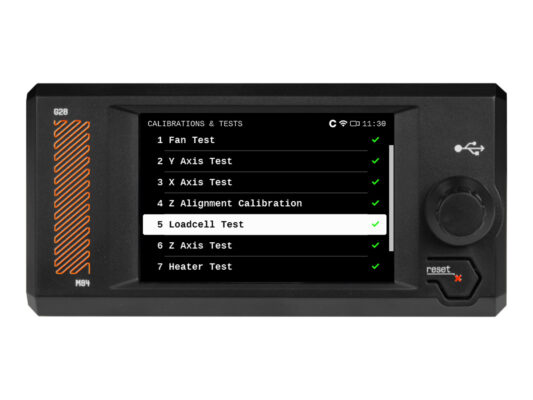 G28
CALIBRATIONS & TESTS 11:30
1 Fan Test
2 Y Axis Test
3 X Axis Test
4 Z Alignment Calibration
5 Loadcell Test
6 Z Axis Test
7 Heater Test
reset
M84